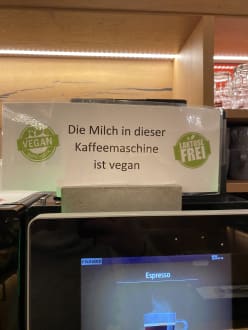 Die Milch in dieser
Kaffeemaschine
ist vegan
VEGAN
LAKTOSE
FREI
Espresso